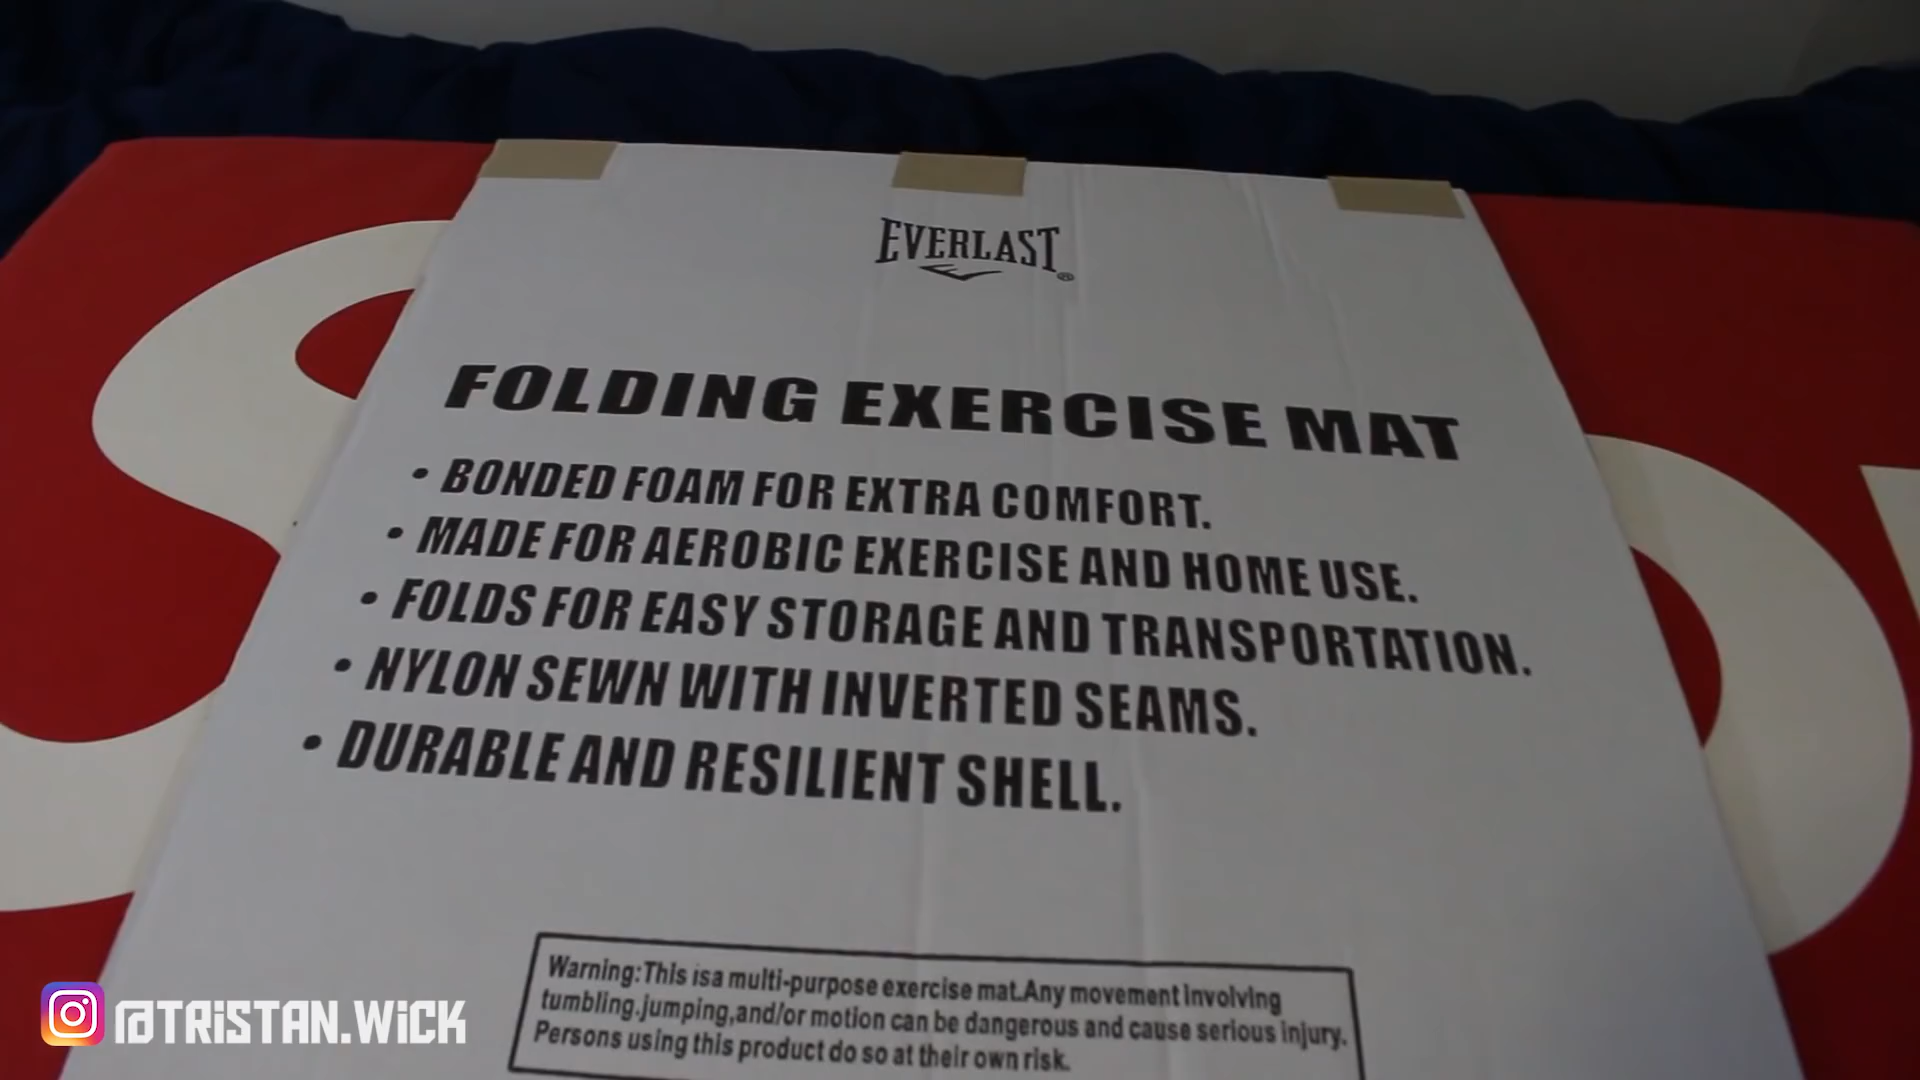 EVERLAST®
FOLDING EXERCISE MAT
• BONDED FOAM FOR EXTRA COMFORT.
• MADE FOR AEROBIC EXERCISE AND HOME USE.
• FOLDS FOR EASY STORAGE AND TRANSPORTATION.
• NYLON SEWN WITH INVERTED SEAMS.
• DURABLE AND RESILIENT SHELL.
Warning:This isa multi-purpose exercise mat.Any movement involving
tumbling,jumping,and/or motion can be dangerous and cause serious injury.
Persons using this product do so at their own risk.
@TRiSTAN.WiCK